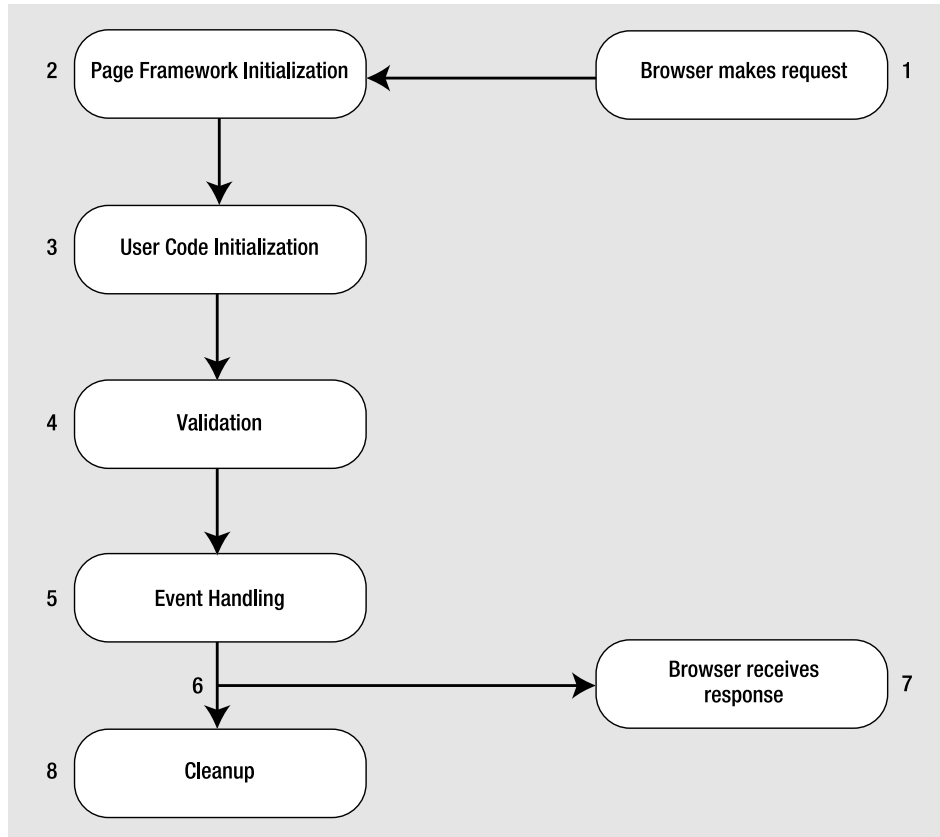 2
Page Framework Initialization
Browser makes request
1
3
User Code Initialization
4
Validation
5
Event Handling
6
Browser receives
response
7
8
Cleanup